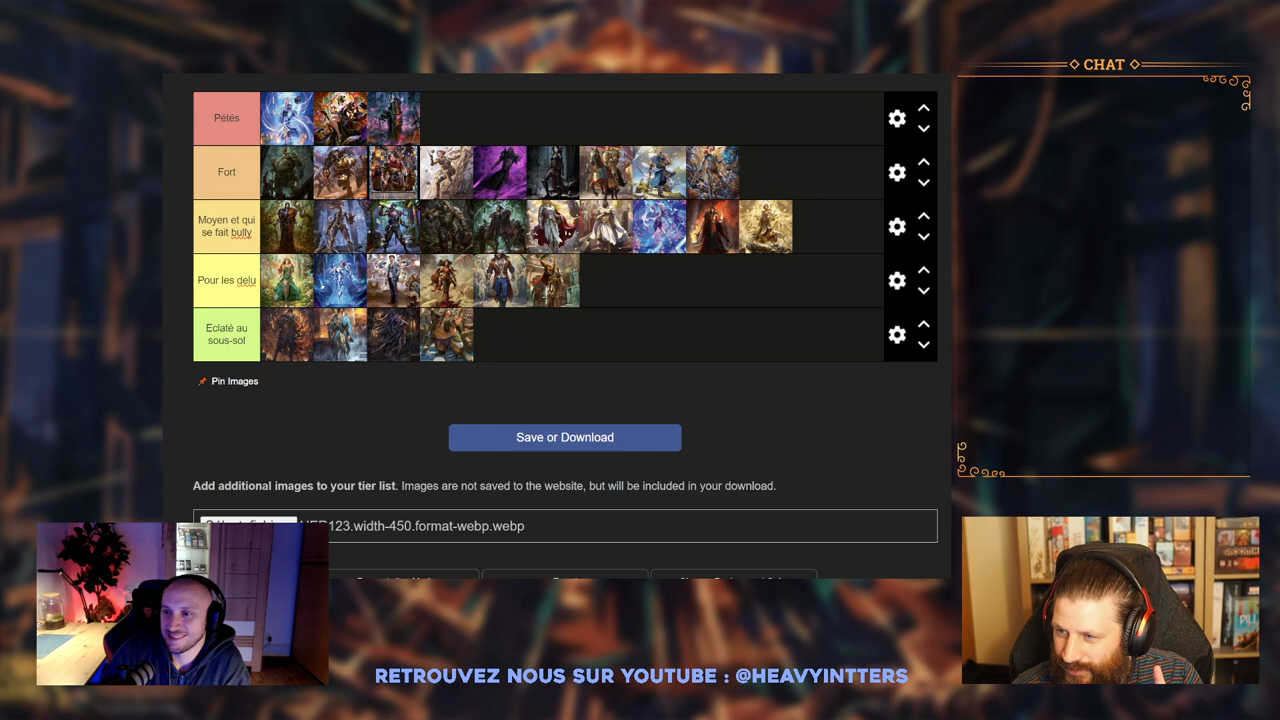 CHAT
Pétés
Fort
Moyen et qui
se fait bully
Pour les delu
Eclaté au
sous-sol
Pin Images
Save or Download
Add additional images to your tier list. Images are not saved to the website, but will be included in your download.
123.width-450.format-webp.webp
RETROUVEZ NOUS SUR YOUTUBE : @HEAVYINTTERS